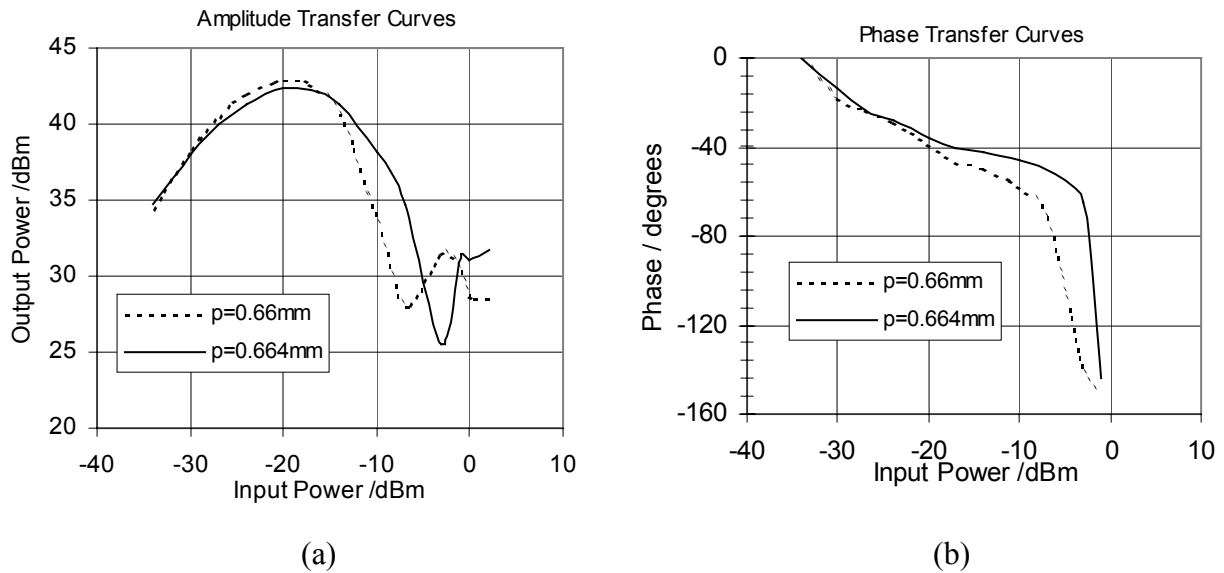 Amplitude Transfer Curves
45
40
35
30
25
20
Output Power /dBm
p=0.66mm
p=0.664mm
-40 -30 -20 -10 0 10
Input Power /dBm
(a)
Phase Transfer Curves
0
-40
-80
-120
-160
Phase / degrees
p=0.66mm
p=0.664mm
-40 -30 -20 -10 0 10
Input Power /dBm
(b)